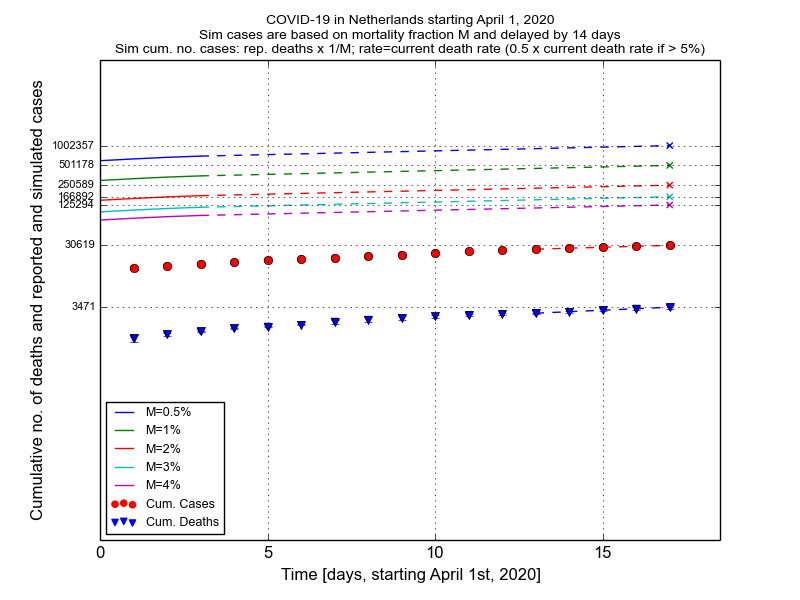 COVID-19 in Netherlands starting April 1, 2020
Sim cases are based on mortality fraction M and delayed by 14 days
Sim cum. no. cases: rep. deaths x 1/M; rate=current death rate (0.5 x current death rate if > 5%)
Cumulative no. of deaths and reported and simulated cases
1002357
501178
250589
166892
125294
30619
3471
M=0.5%
M=1%
M=2%
M=3%
M=4%
Cum. Cases
Cum. Deaths
0 5 10 15
Time [days, starting April 1st, 2020]